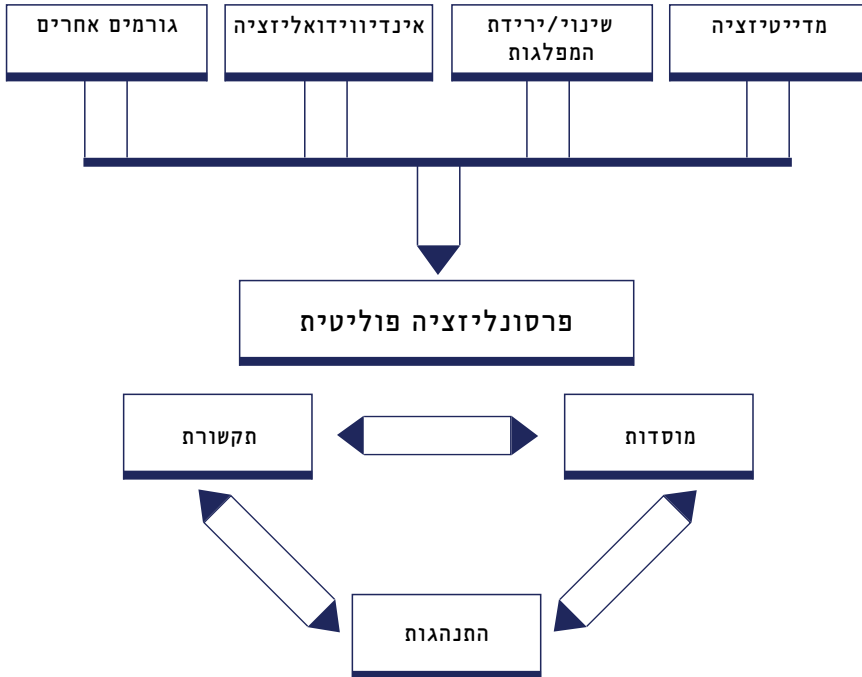 מדייטיזציה
שינוי/ירידת
המפלגות
אינדיווידואליזציה
גורמים אחרים
פרסונליזציה פוליטית
מוסדות
תקשורת
התנהגות